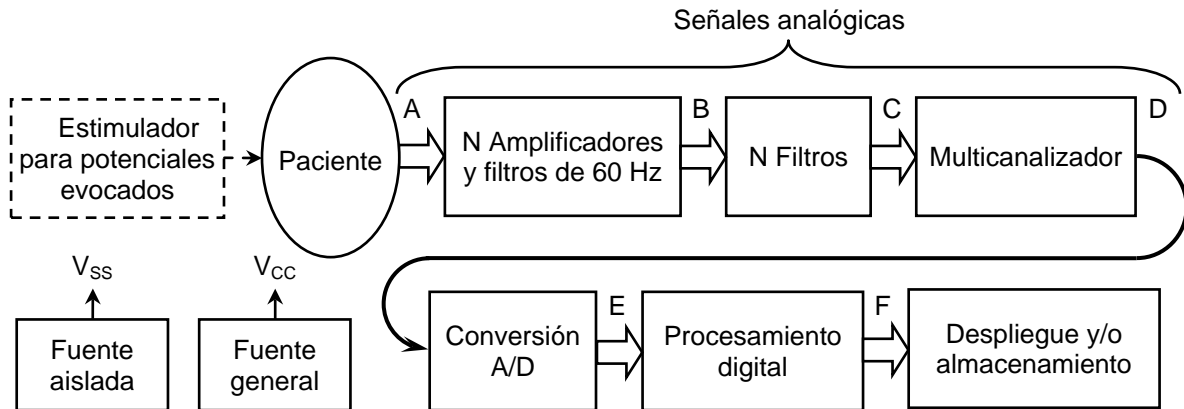 Señales analógicas
Estimulador
para potenciales
evocados
Paciente
A
N Amplificadores
y filtros de 60 Hz
B
N Filtros
C
Multicanalizador
D
VSS
Fuente
aislada
VCC
Fuente
general
Conversión
A/D
E
Procesamiento
digital
F
Despliegue y/o
almacenamiento